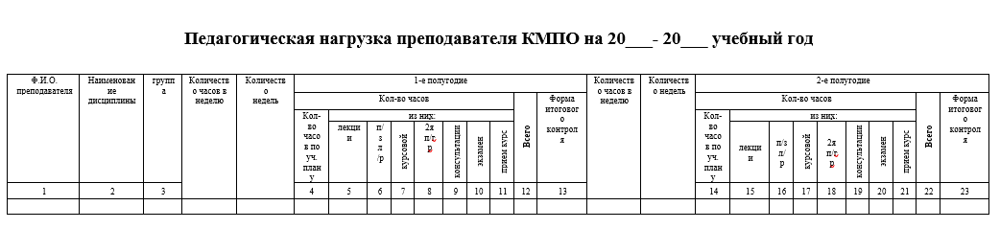 Педагогическая нагрузка преподавателя КМПО на 20___- 20___ учебный год
Ф.И.О. преподавателя
Наименование дисциплины
группа
Количество часов в неделю
Количество недель
1-е полугодие
Количество часов в неделю
Количество недель
2-е полугодие
Кол-во часов
Всего
Форма итогового контроля
Кол-во часов
Всего
Форма итогового контроля
Кол-во часов по уч. плану
из них:
Кол-во часов по уч. плану
из них:
лекции
п/з л/р
курсовой
2я п/г,р
консультации
экзамен
прием курс
лекции
п/з л/р
курсовой
2я п/г,р
консультации
экзамен
прием курс
1 2 3 4 5 6 7 8 9 10 11 12 13 14 15 16 17 18 19 20 21 22 23